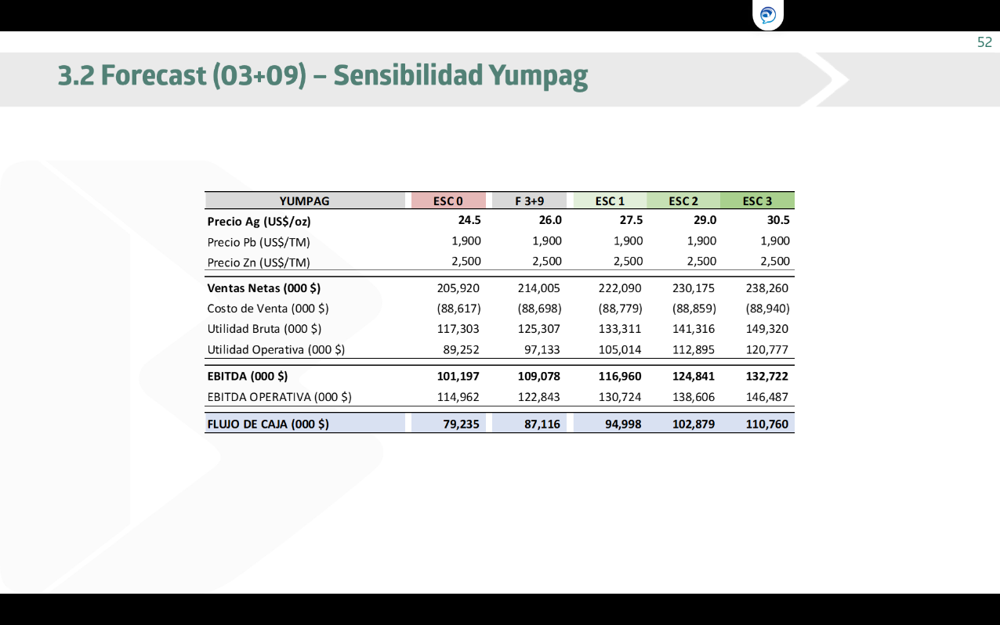 52
3.2 Forecast (03+09) – Sensibilidad Yumpag
YUMPAG ESC 0 F 3+9 ESC 1 ESC 2 ESC 3
Precio Ag (US$/oz) 24.5 26.0 27.5 29.0 30.5
Precio Pb (US$/TM) 1,900 1,900 1,900 1,900 1,900
Precio Zn (US$/TM) 2,500 2,500 2,500 2,500 2,500
Ventas Netas (000 $) 205,920 214,005 222,090 230,175 238,260
Costo de Venta (000 $) (88,617) (88,698) (88,779) (88,859) (88,940)
Utilidad Bruta (000 $) 117,303 125,307 133,311 141,316 149,320
Utilidad Operativa (000 $) 89,252 97,133 105,014 112,895 120,777
EBITDA (000 $) 101,197 109,078 116,960 124,841 132,722
EBITDA OPERATIVA (000 $) 114,962 122,843 130,724 138,606 146,487
FLUJO DE CAJA (000 $) 79,235 87,116 94,998 102,879 110,760